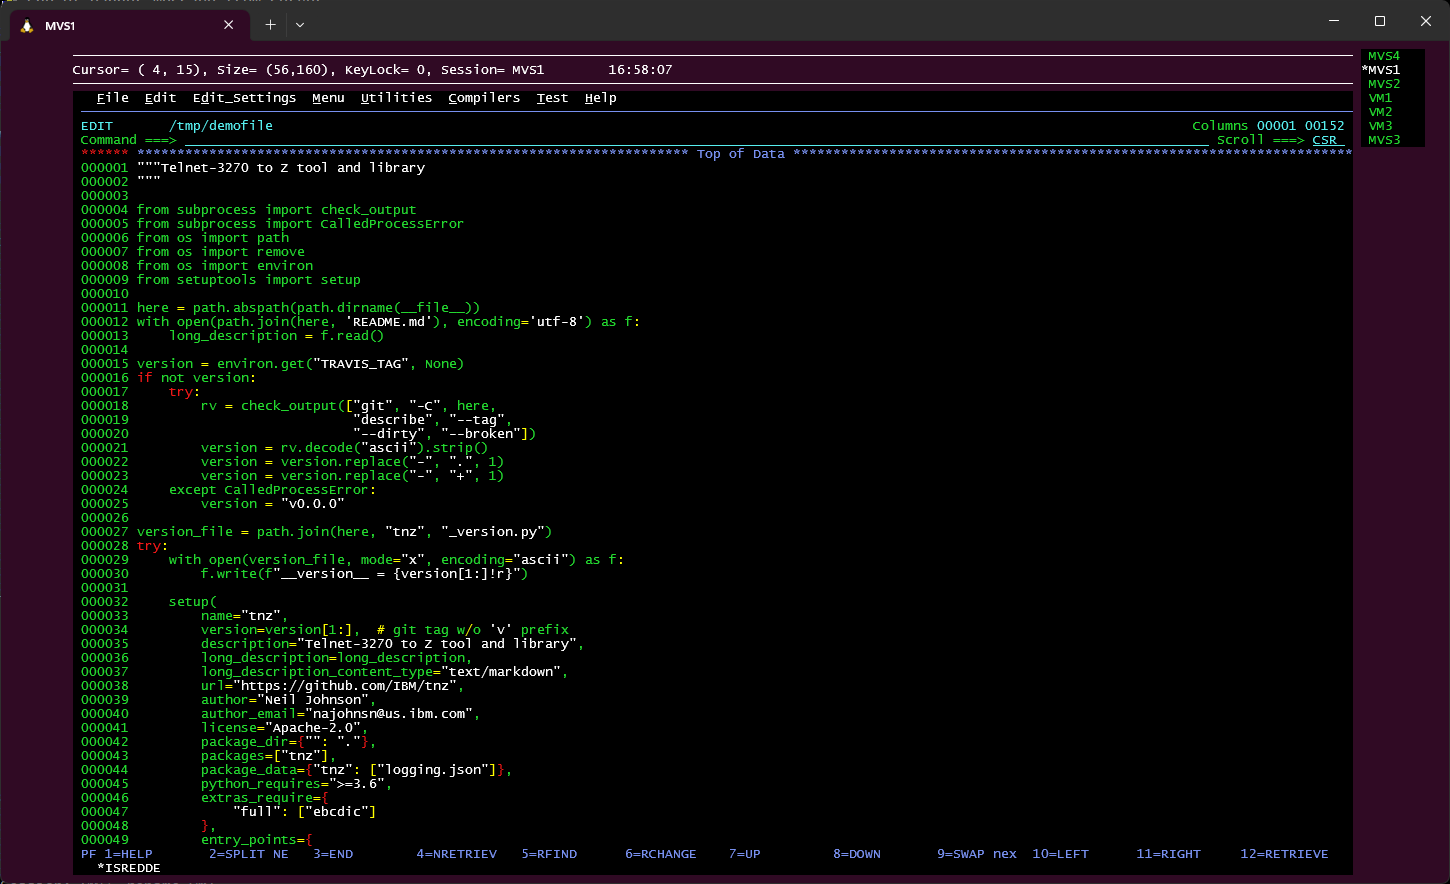 MVS1
Cursor= ( 4, 15), Size= (56,160), KeyLock= 0, Session= MVS1        16:58:07
MVS4
*MVS1
MVS2
VM1
VM2
VM3
MVS3
File  Edit  Edit_Settings  Menu  Utilities  Compilers  Test  Help
EDIT       /tmp/demofile                                        Columns 00001 00152
Command ===>                                        Scroll ===> CSR
****** ********************************************************************* Top of Data **********************************************************************
000001 """Telnet-3270 to Z tool and library
000002 """
000003
000004 from subprocess import check_output
000005 from subprocess import CalledProcessError
000006 from os import path
000007 from os import remove
000008 from os import environ
000009 from setuptools import setup
000010
000011 here = path.abspath(path.dirname(__file__))
000012 with open(path.join(here, 'README.md'), encoding='utf-8') as f:
000013     long_description = f.read()
000014
000015 version = environ.get("TRAVIS_TAG", None)
000016 if not version:
000017     try:
000018         rv = check_output(["git", "-C", here,
000019                            "describe", "--tag",
000020                            "--dirty", "--broken"])
000021         version = rv.decode("ascii").strip()
000022         version = version.replace("-", ".", 1)
000023         version = version.replace("-", "+", 1)
000024     except CalledProcessError:
000025         version = "v0.0.0"
000026
000027 version_file = path.join(here, "tnz", "_version.py")
000028 try:
000029     with open(version_file, mode="x", encoding="ascii") as f:
000030         f.write(f"__version__ = {version[1:]!r}")
000031
000032     setup(
000033         name="tnz",
000034         version=version[1:],  # git tag w/o 'v' prefix
000035         description="Telnet-3270 to Z tool and library",
000036         long_description=long_description,
000037         long_description_content_type="text/markdown",
000038         url="https://github.com/IBM/tnz",
000039         author="Neil Johnson",
000040         author_email="najohnsn@us.ibm.com",
000041         license="Apache-2.0",
000042         package_dir={"": "."},
000043         packages=["tnz"],
000044         package_data={"tnz": ["logging.json"]},
000045         python_requires=">=3.6",
000046         extras_require={
000047             "full": ["ebcdic"]
000048         },
000049         entry_points={
PF 1=HELP       2=SPLIT NE   3=END        4=NRETRIEV   5=RFIND      6=RCHANGE    7=UP         8=DOWN       9=SWAP nex  10=LEFT      11=RIGHT     12=RETRIEVE
*ISREDDE